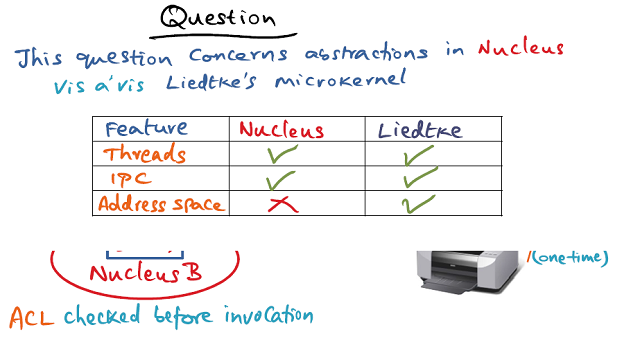 Question
This question concerns abstractions in Nucleus
Vis a'vis Liedtke's microkernel
Feature Nucleus Liedtke
Threads ✓ ✓
IPC ✓ ✓
Address space ✗ ✓
Nucleus B
(one time)
ACL checked before invocation